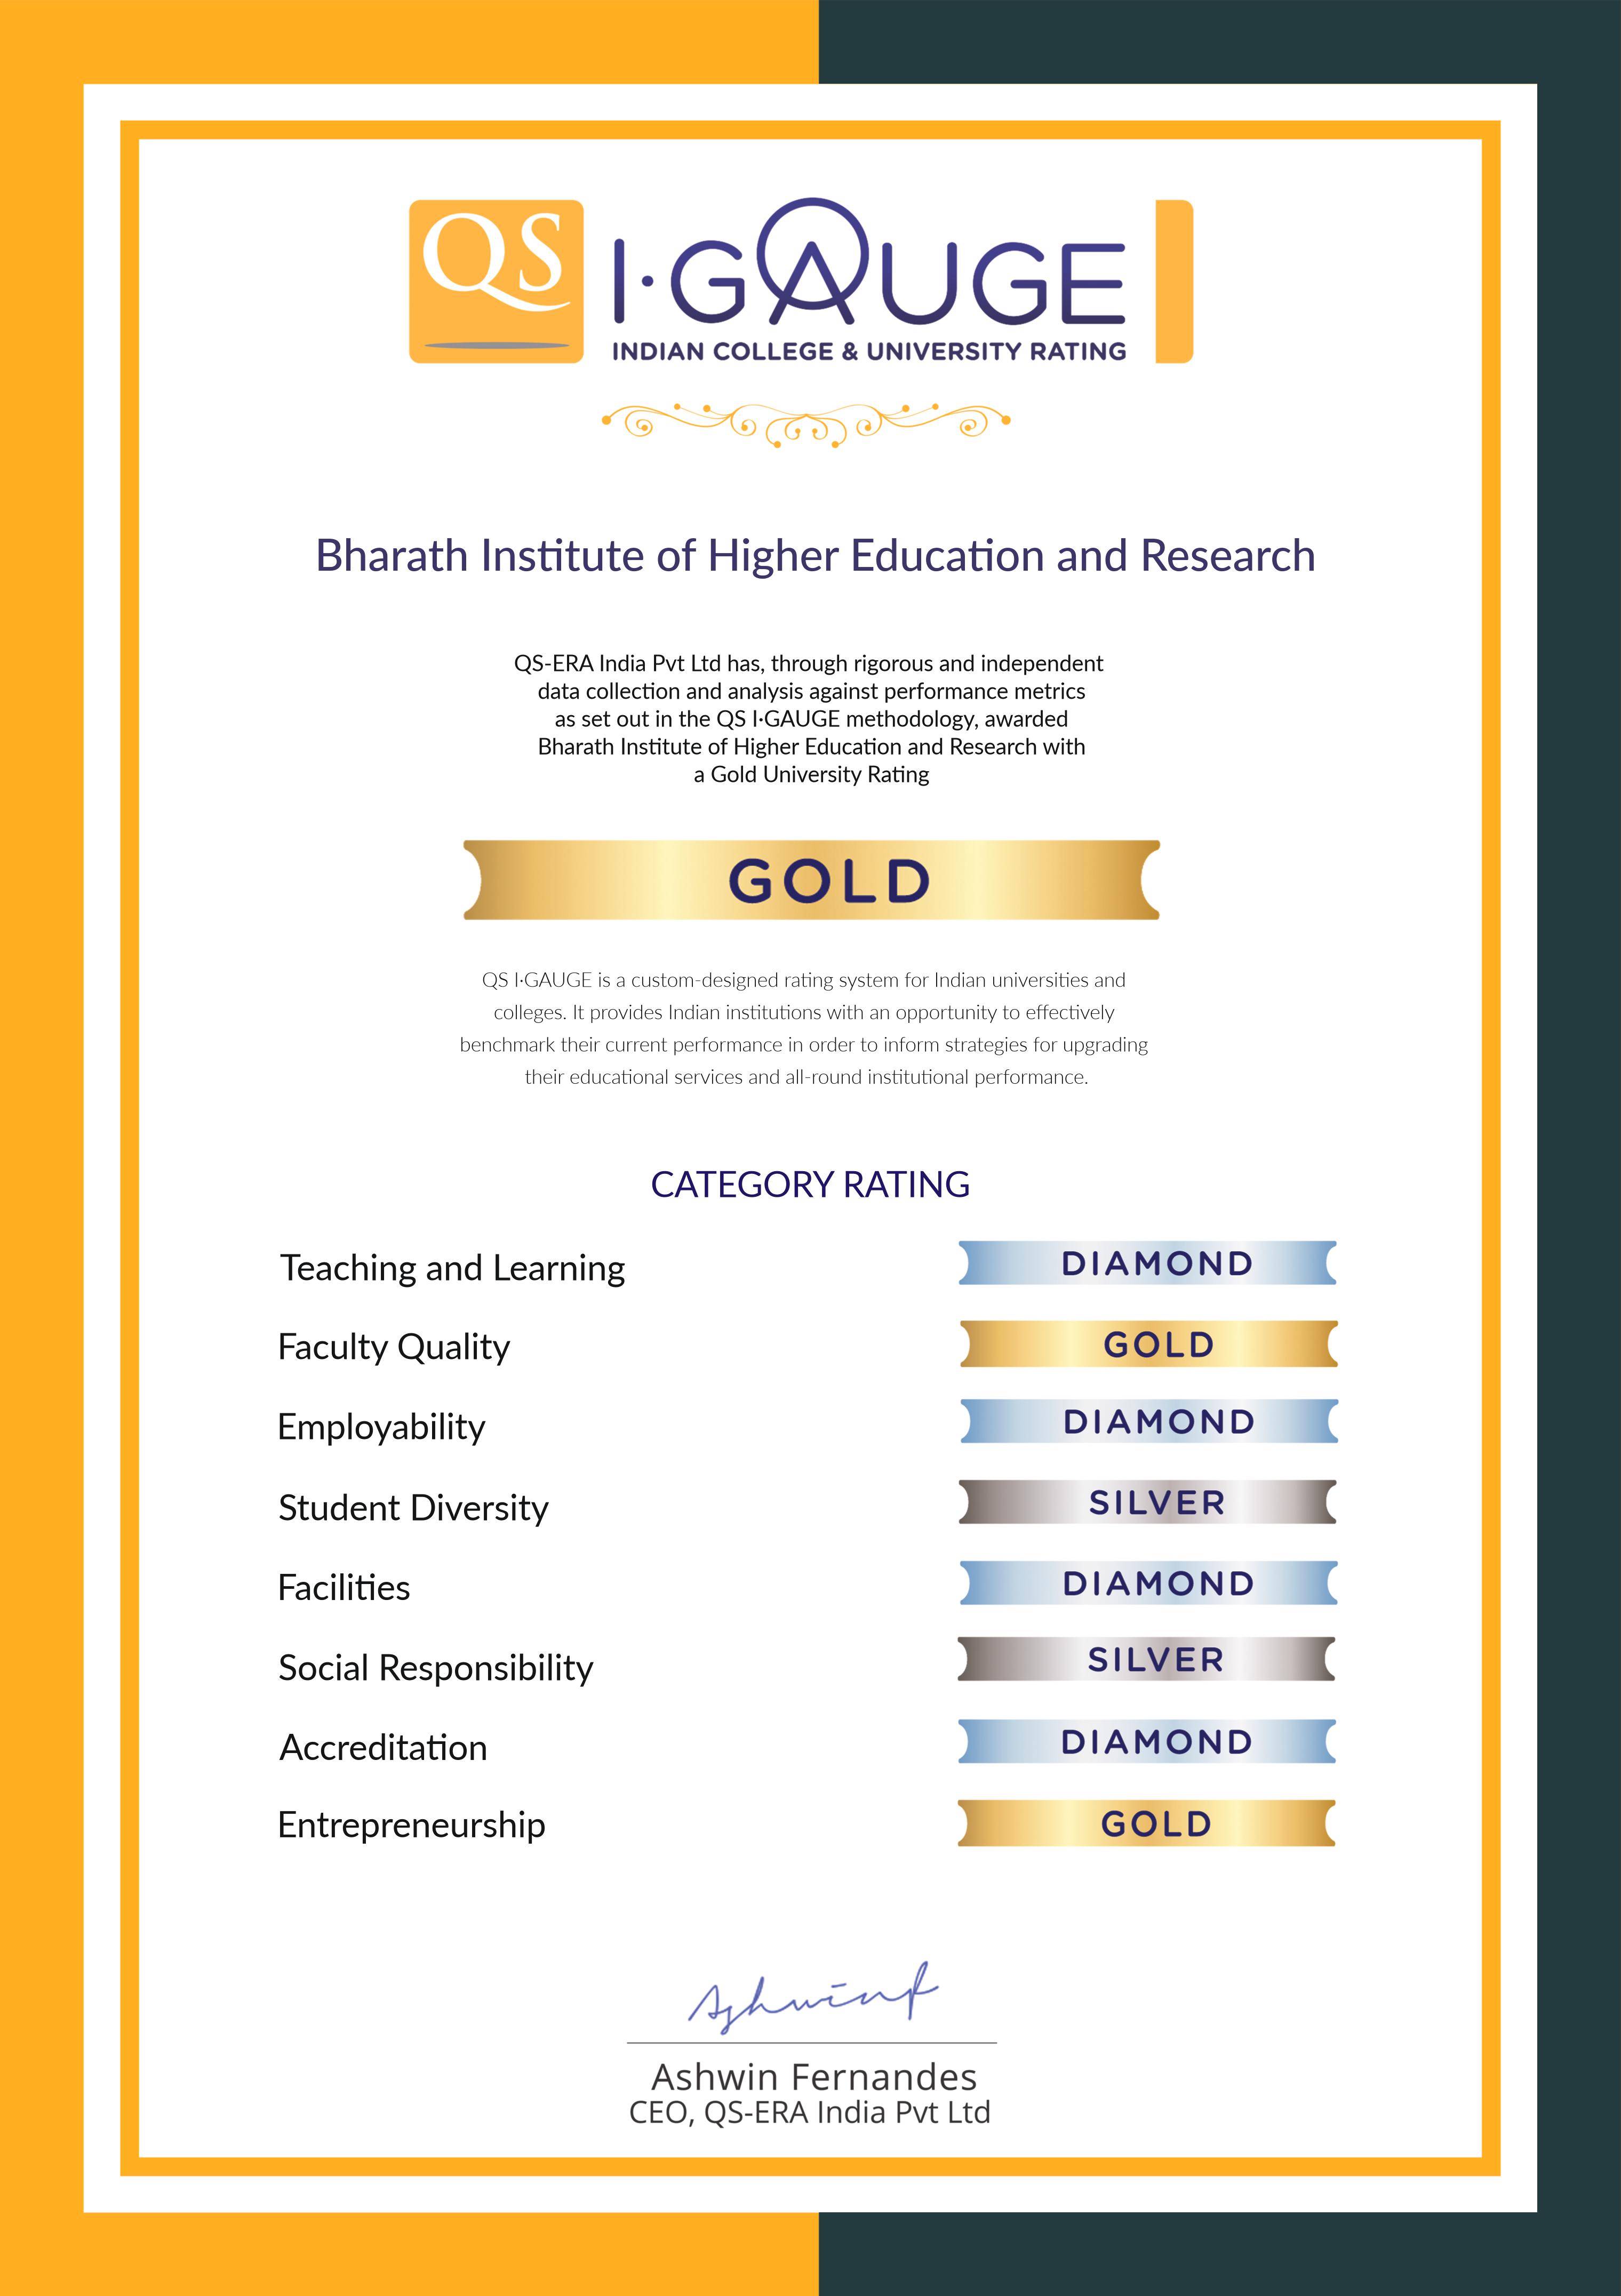 QS I·GAUGE
INDIAN COLLEGE & UNIVERSITY RATING
Bharath Institute of Higher Education and Research
QS-ERA India Pvt Ltd has, through rigorous and independent
data collection and analysis against performance metrics
as set out in the QS I·GAUGE methodology, awarded
Bharath Institute of Higher Education and Research with
a Gold University Rating
GOLD
QS I·GAUGE is a custom-designed rating system for Indian universities and
colleges. It provides Indian institutions with an opportunity to effectively
benchmark their current performance in order to inform strategies for upgrading
their educational services and all-round institutional performance.
CATEGORY RATING
Teaching and Learning DIAMOND
Faculty Quality GOLD
Employability DIAMOND
Student Diversity SILVER
Facilities DIAMOND
Social Responsibility SILVER
Accreditation DIAMOND
Entrepreneurship GOLD
Ashwinf
Ashwin Fernandes
CEO, QS-ERA India Pvt Ltd